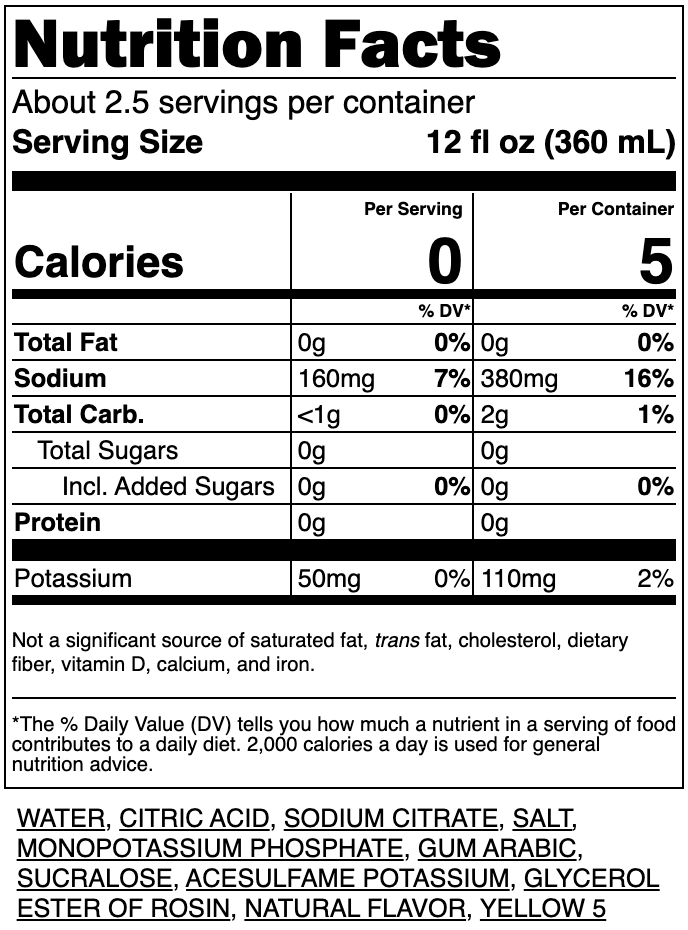 Nutrition Facts
About 2.5 servings per container
Serving Size 12 fl oz (360 mL)
Per Serving Per Container
Calories 0 5
% DV* % DV*
Total Fat 0g 0% 0g 0%
Sodium 160mg 7% 380mg 16%
Total Carb. <1g 0% 2g 1%
Total Sugars 0g 0g
Incl. Added Sugars 0g 0% 0g 0%
Protein 0g 0g
Potassium 50mg 0% 110mg 2%
Not a significant source of saturated fat, trans fat, cholesterol, dietary
fiber, vitamin D, calcium, and iron.
*The % Daily Value (DV) tells you how much a nutrient in a serving of food
contributes to a daily diet. 2,000 calories a day is used for general
nutrition advice.
WATER, CITRIC ACID, SODIUM CITRATE, SALT,
MONOPOTASSIUM PHOSPHATE, GUM ARABIC,
SUCRALOSE, ACESULFAME POTASSIUM, GLYCEROL
ESTER OF ROSIN, NATURAL FLAVOR, YELLOW 5